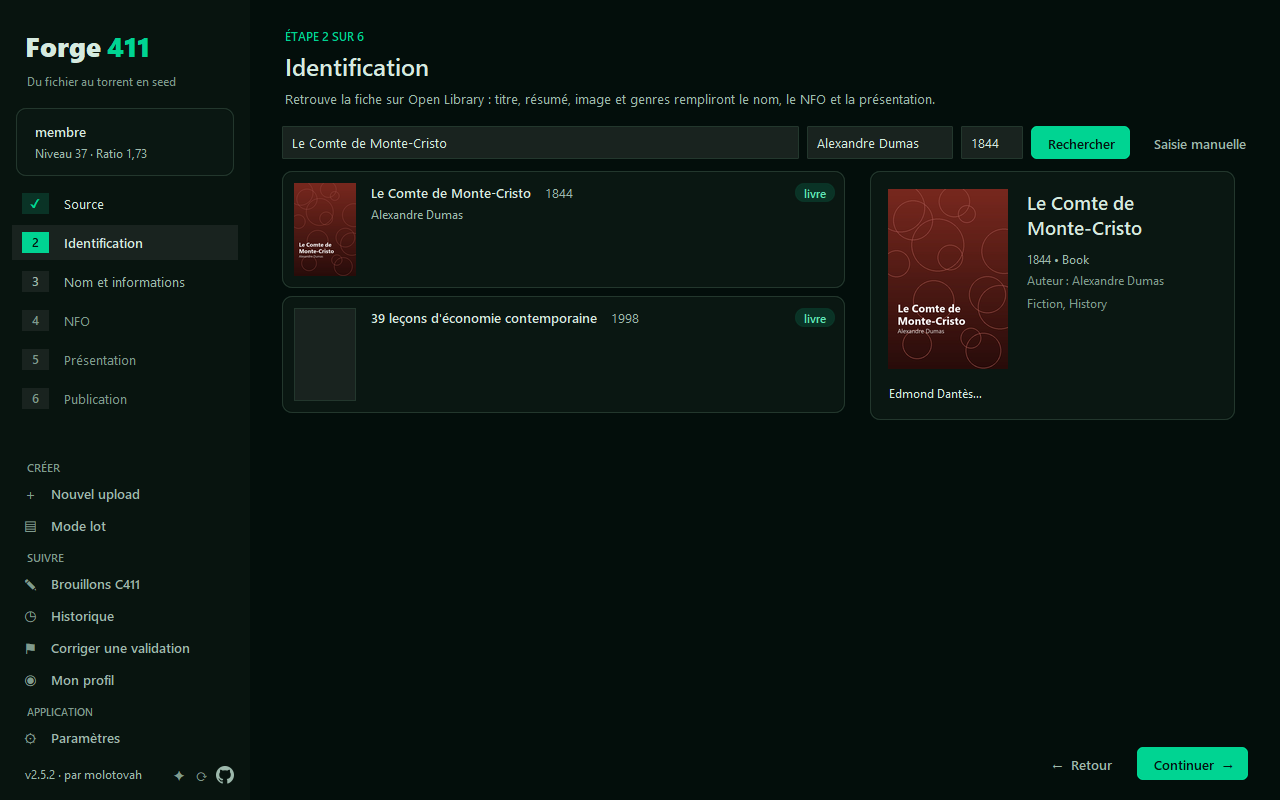 Forge 411
Du fichier au torrent en seed
membre
Niveau 37 · Ratio 1,73
✓ Source
2 Identification
3 Nom et informations
4 NFO
5 Présentation
6 Publication
CRÉER
+ Nouvel upload
Mode lot
SUIVRE
Brouillons C411
Historique
Corriger une validation
Mon profil
APPLICATION
Paramètres
v2.5.2 · par molotovah
ÉTAPE 2 SUR 6
Identification
Retrouve la fiche sur Open Library : titre, résumé, image et genres rempliront le nom, le NFO et la présentation.
Le Comte de Monte-Cristo Alexandre Dumas 1844 Rechercher Saisie manuelle
Le Comte de Monte-Cristo 1844 livre
Alexandre Dumas
Le Comte de
Monte-Cristo
Alexandre Dumas
39 leçons d'économie contemporaine 1998 livre
Le Comte de
Monte-Cristo
Alexandre Dumas
Le Comte de
Monte-Cristo
1844 • Book
Auteur : Alexandre Dumas
Fiction, History
Edmond Dantès...
← Retour Continuer →